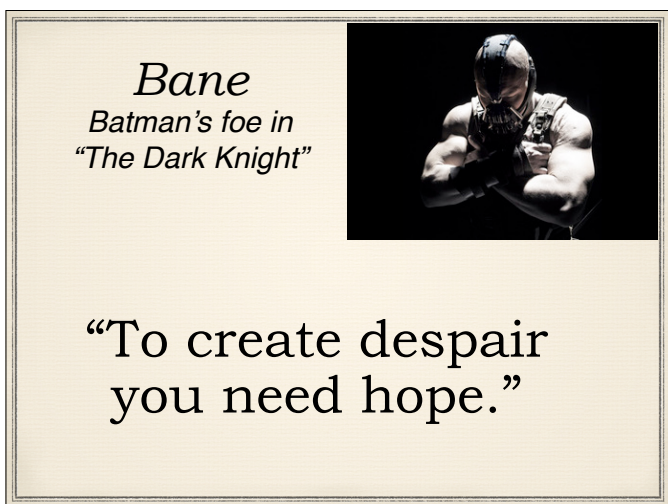 Bane
Batman’s foe in
“The Dark Knight”
“To create despair
you need hope.”